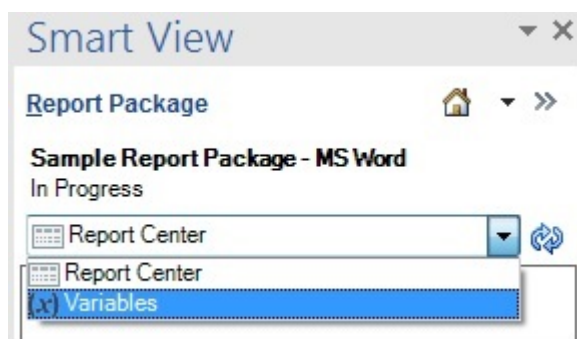 Smart View
Report Package
Sample Report Package - MS Word
In Progress
Report Center
Report Center
(x) Variables